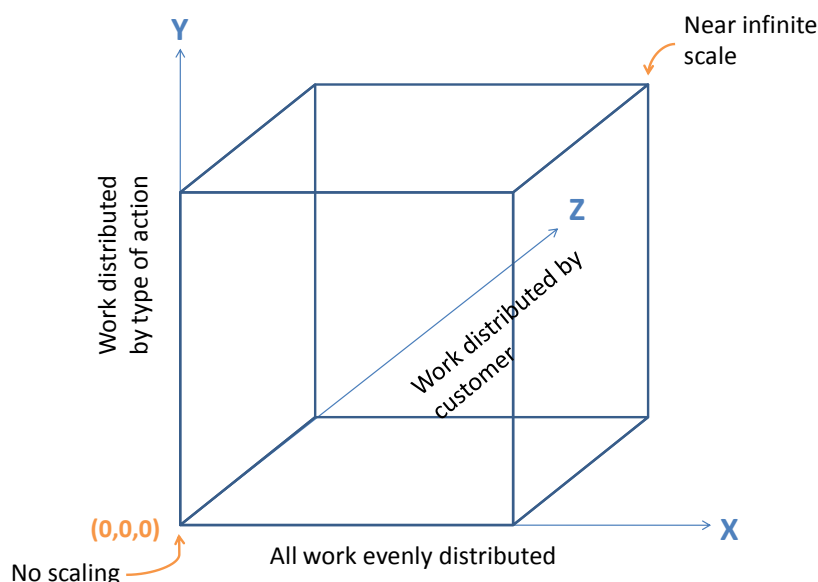 Y
Near infinite
scale
Work distributed
by type of action
Z
Work distributed by
customer
(0,0,0)
X
All work evenly distributed
No scaling